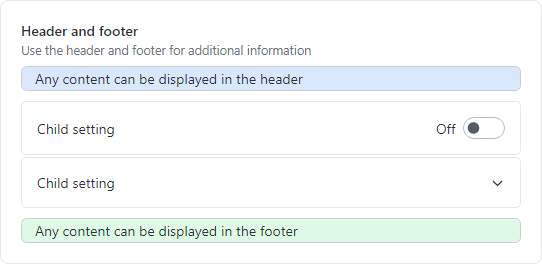 Header and footer
Use the header and footer for additional information
Any content can be displayed in the header
Child setting Off
Child setting
Any content can be displayed in the footer